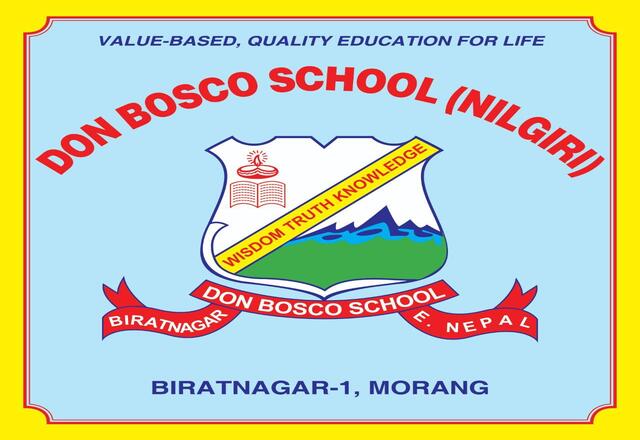 VALUE-BASED, QUALITY EDUCATION FOR LIFE
DON BOSCO SCHOOL (NILGIRI)
WISDOM TRUTH KNOWLEDGE
DON BOSCO SCHOOL
BIRATNAGAR
E. NEPAL
BIRATNAGAR-1, MORANG